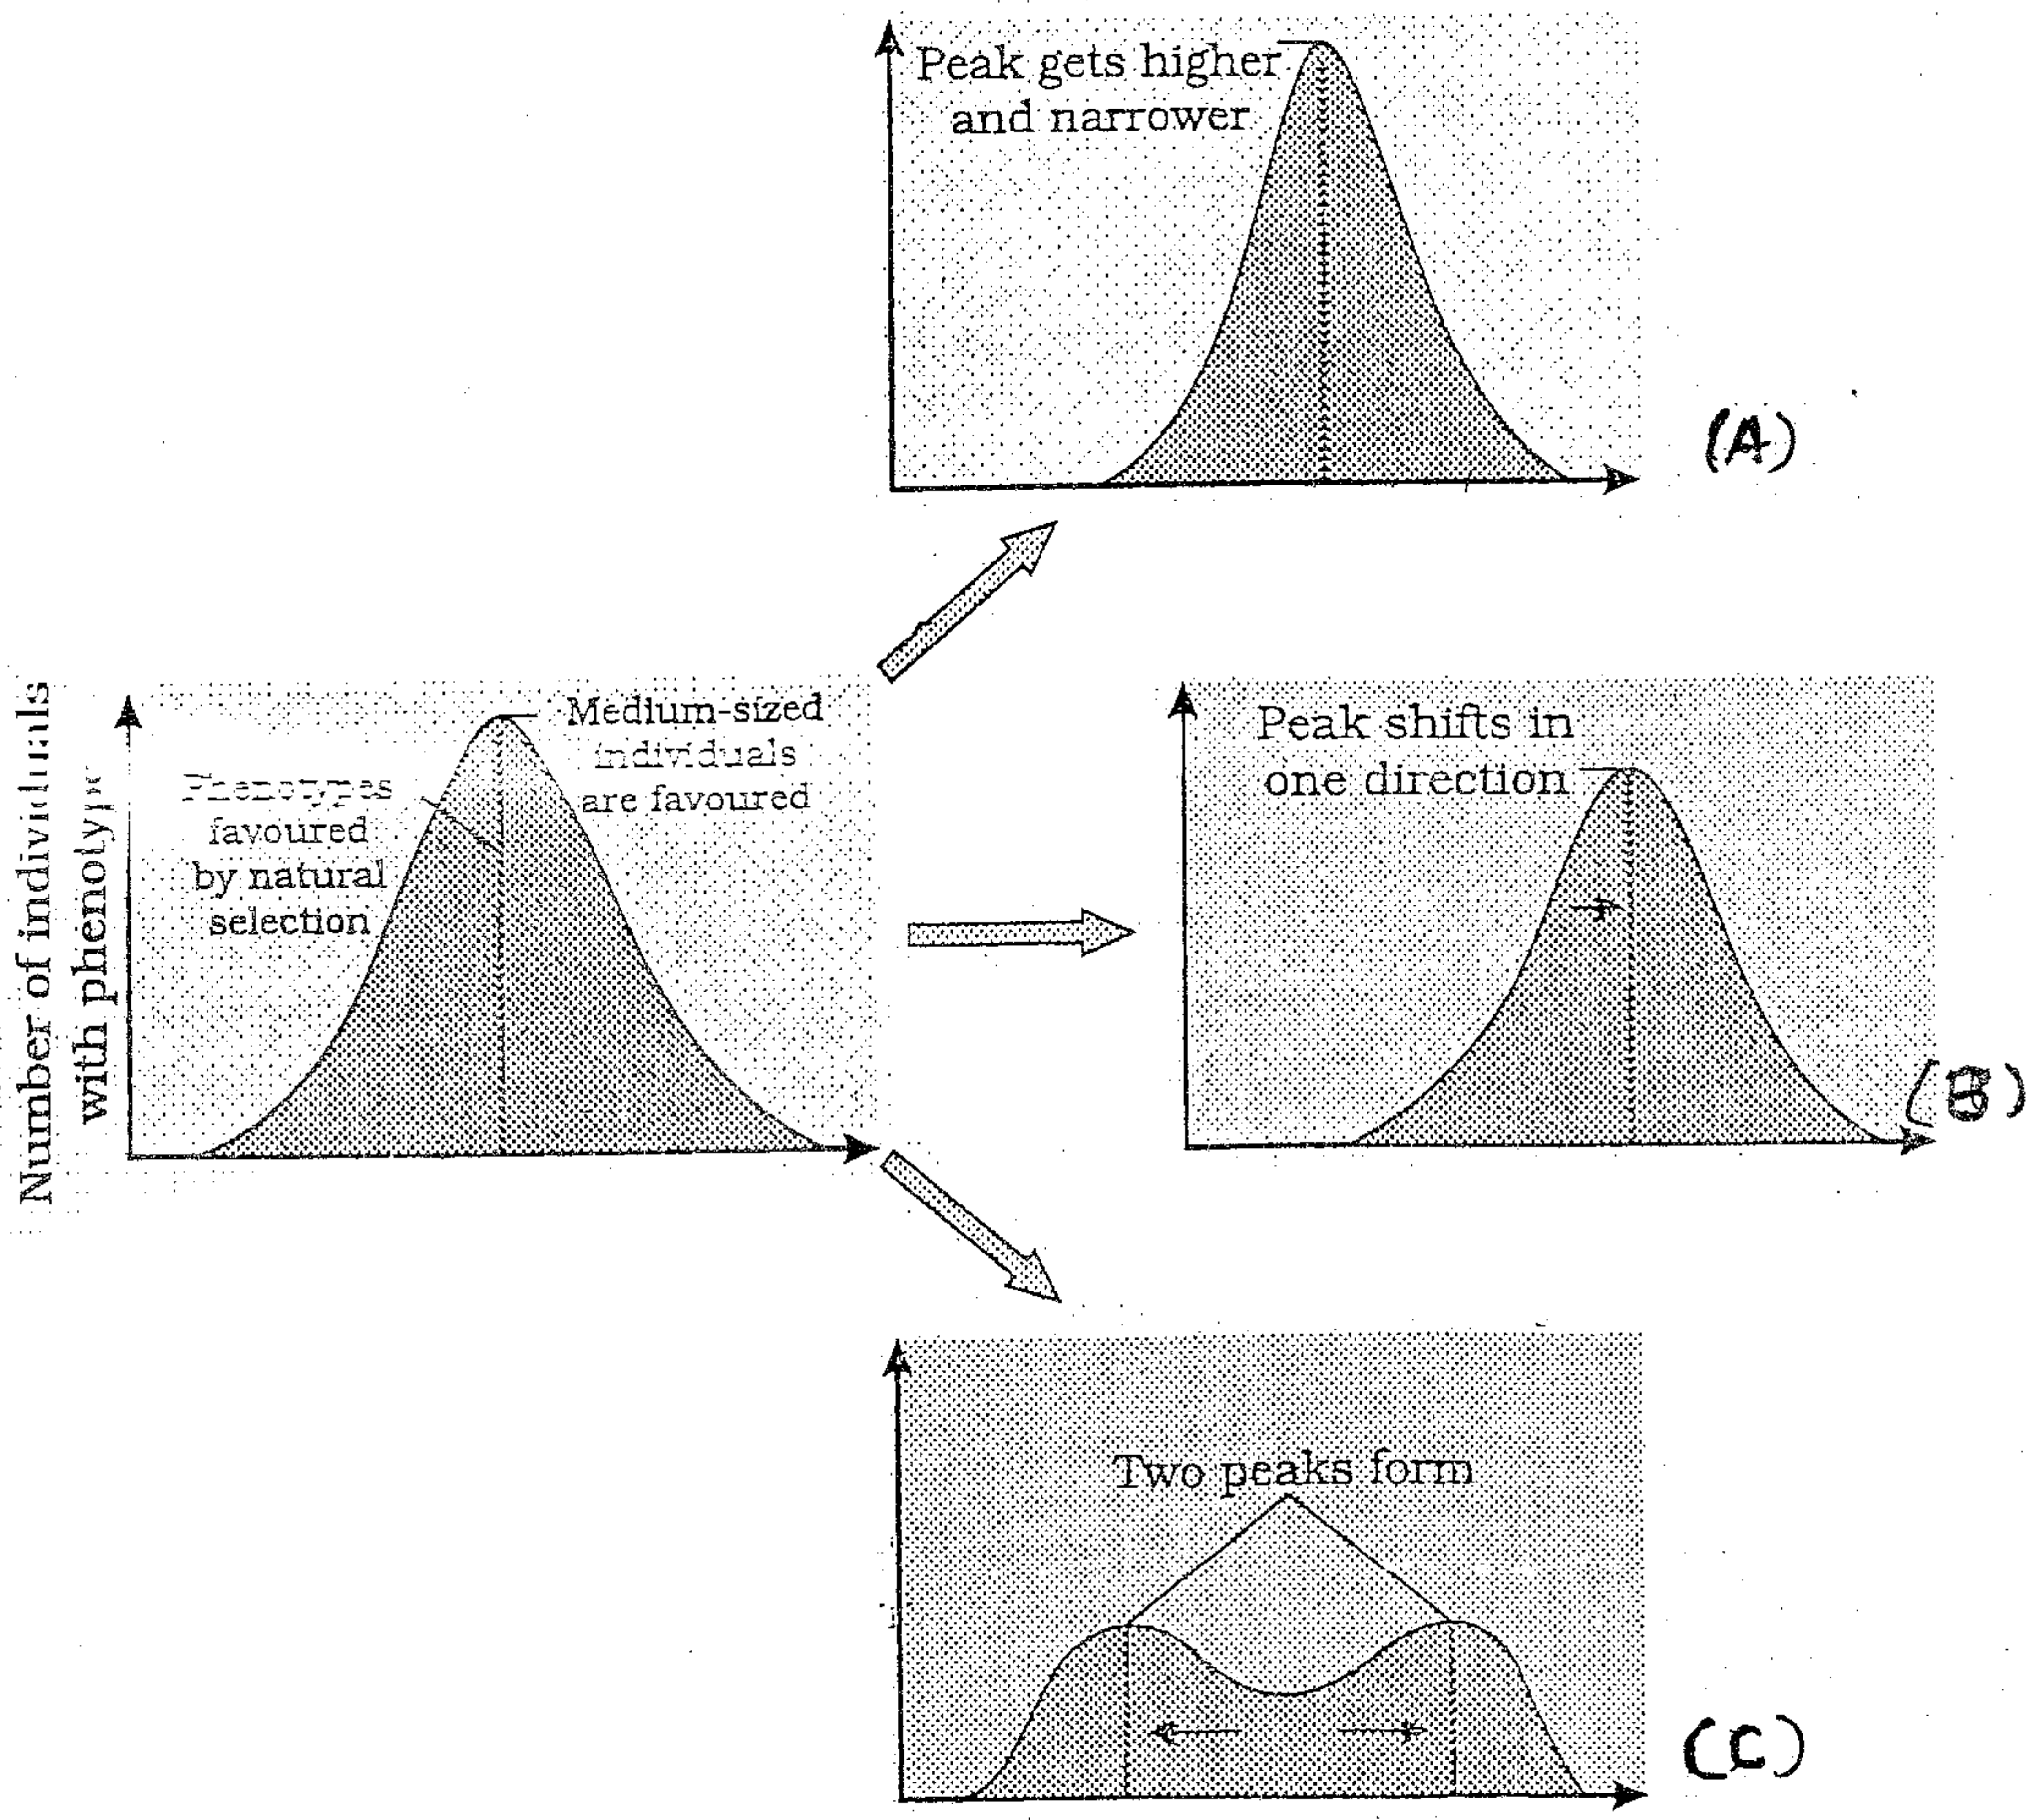 Peak gets higher
and narrower
(A)
Number of individuals
with phenotype
Phenotypes
favoured
by natural
selection
Medium-sized
individuals
are favoured
Peak shifts in
one direction
(B)
Two peaks form
(C)